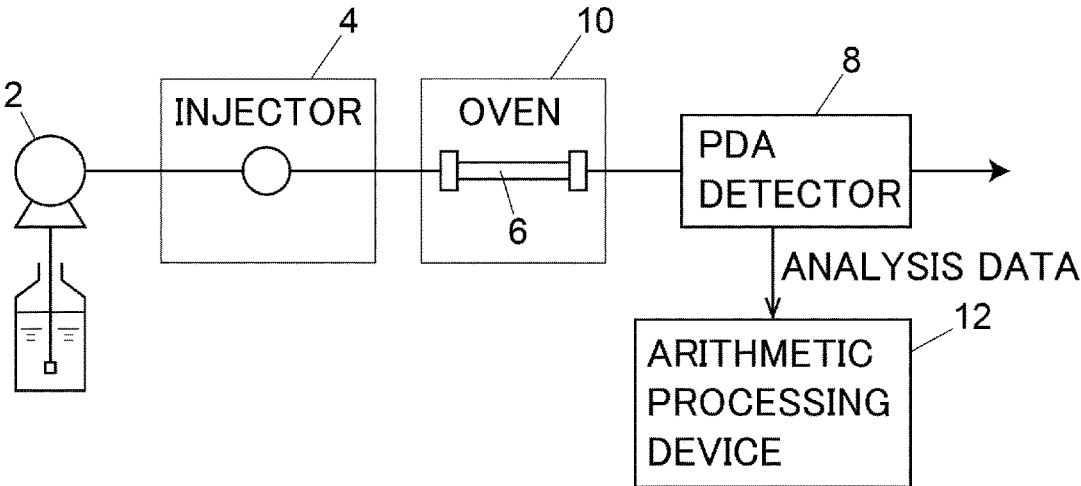 4
10
8
2
INJECTOR
OVEN
PDA
DETECTOR
6
ANALYSIS DATA
12
ARITHMETIC
PROCESSING
DEVICE